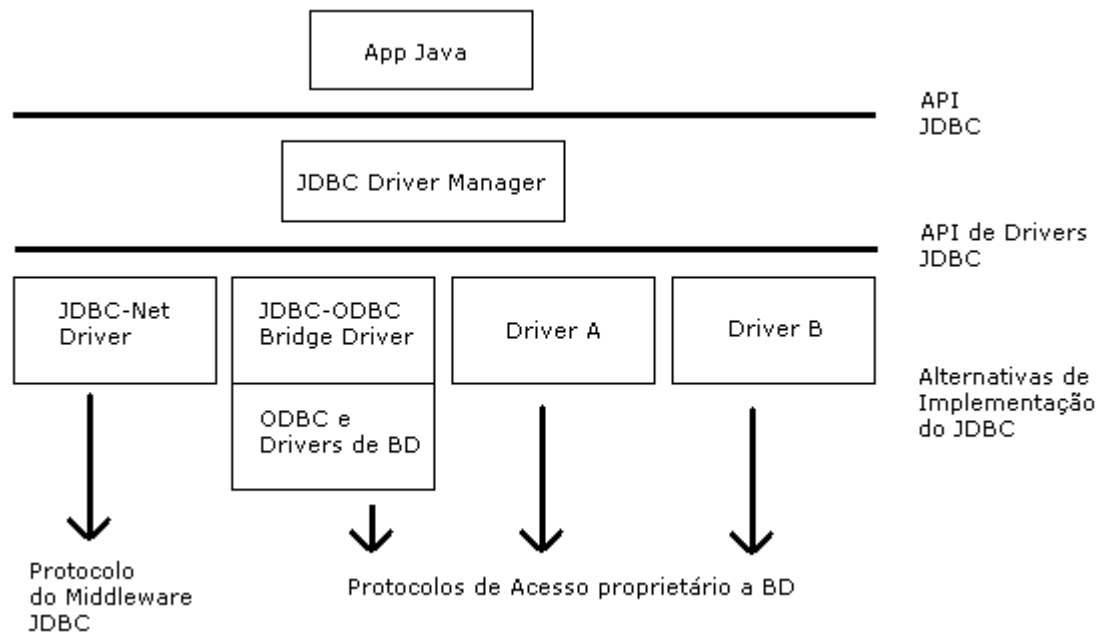 App Java
API
JDBC
JDBC Driver Manager
API de Drivers
JDBC
JDBC-Net
Driver
JDBC-ODBC
Bridge Driver
Driver A
Driver B
ODBC e
Drivers de BD
Alternativas de
Implementação
do JDBC
Protocolo
do Middleware
JDBC
Protocolos de Acesso proprietário a BD